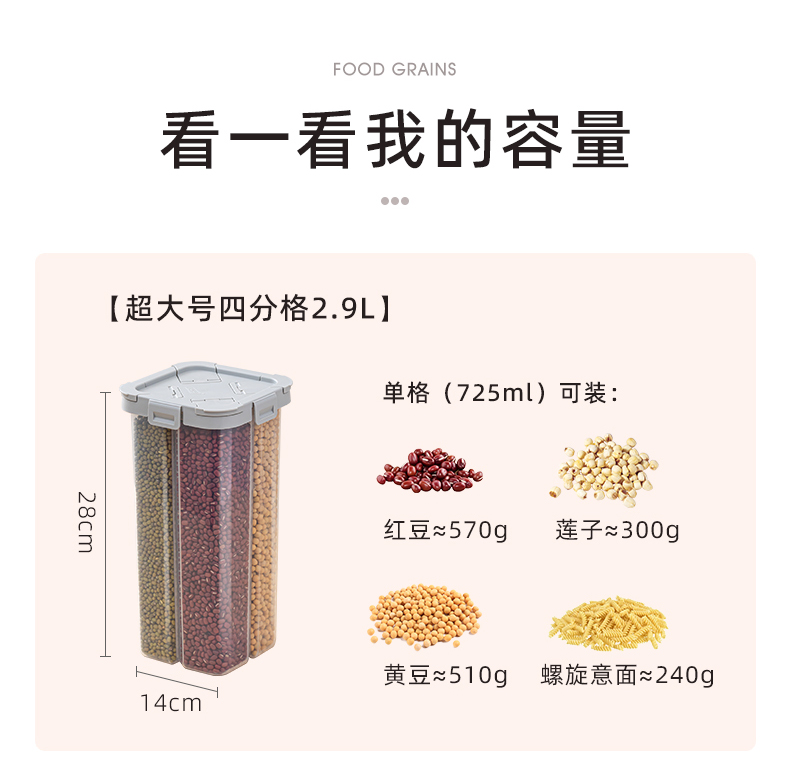 FOOD GRAINS
看一看我的容量
【超大号四分格2.9L】
单格（725ml）可装：
28cm
14cm
红豆≈570g
莲子≈300g
黄豆≈510g
螺旋意面≈240g